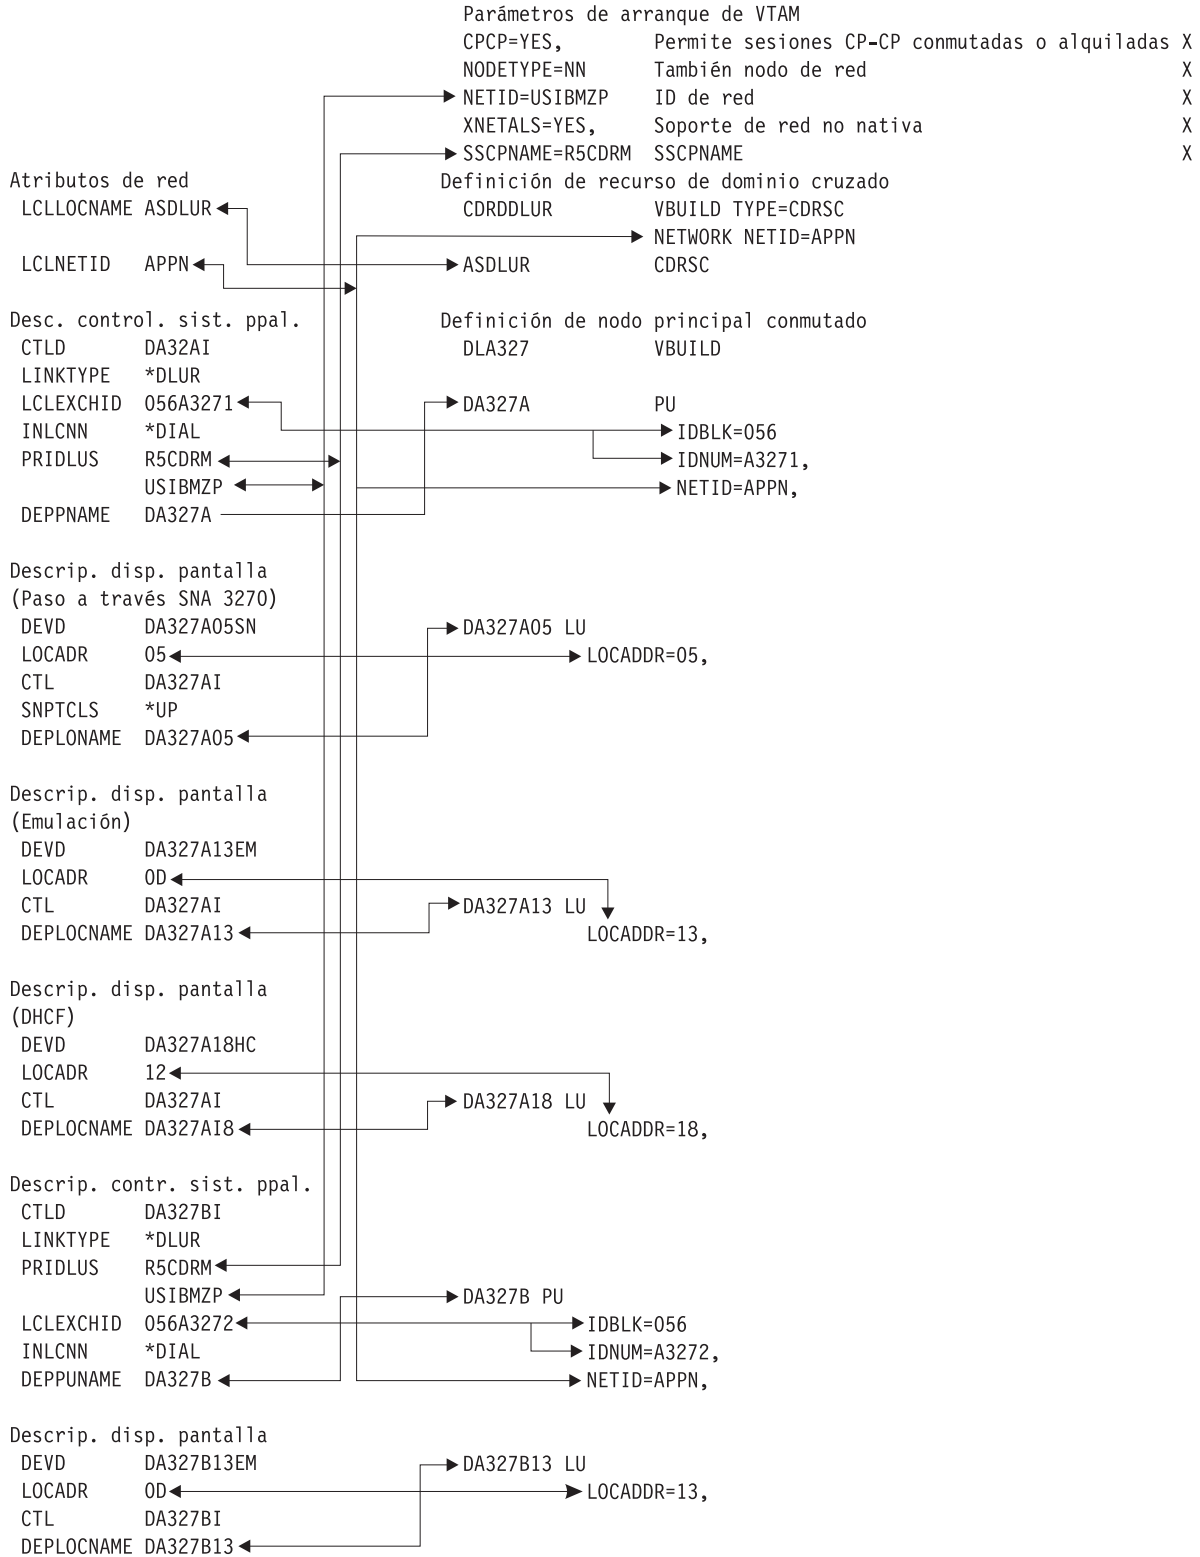 Parámetros de arranque de VTAM
CPCP=YES, Permite sesiones CP-CP conmutadas o alquiladas X
NODETYPE=NN También nodo de red X
NETID=USIBMZP ID de red X
XNETALS=YES, Soporte de red no nativa X
SSCPNAME=R5CDRM SSCPNAME X
Atributos de red Definición de recurso de dominio cruzado
LCLLOCNAME ASDLUR CDRDDLUR VBUILD TYPE=CDRSC
NETWORK NETID=APPN
LCLNETID APPN ASDLUR CDRSC
Desc. control. sist. ppal. Definición de nodo principal conmutado
CTLD DA32AI DLA327 VBUILD
LINKTYPE *DLUR
LCLEXCHID 056A3271 DA327A PU
INLCNN *DIAL IDBLK=056
PRIDLUS R5CDRM IDNUM=A3271,
USIBMZP NETID=APPN,
DEPPNAME DA327A
Descrip. disp. pantalla
(Paso a través SNA 3270)
DEVD DA327A05SN DA327A05 LU
LOCADR 05 LOCADDR=05,
CTL DA327AI
SNPTCLS *UP
DEPLONAME DA327A05
Descrip. disp. pantalla
(Emulación)
DEVD DA327A13EM
LOCADR 0D
CTL DA327AI DA327A13 LU
DEPLOCNAME DA327A13 LOCADDR=13,
Descrip. disp. pantalla
(DHCF)
DEVD DA327A18HC
LOCADR 12
CTL DA327AI DA327A18 LU
DEPLOCNAME DA327AI8 LOCADDR=18,
Descrip. contr. sist. ppal.
CTLD DA327BI
LINKTYPE *DLUR
PRIDLUS R5CDRM
USIBMZP DA327B PU
LCLEXCHID 056A3272 IDBLK=056
INLCNN *DIAL IDNUM=A3272,
DEPPUNAME DA327B NETID=APPN,
Descrip. disp. pantalla
DEVD DA327B13EM DA327B13 LU
LOCADR 0D LOCADDR=13,
CTL DA327BI
DEPLOCNAME DA327B13